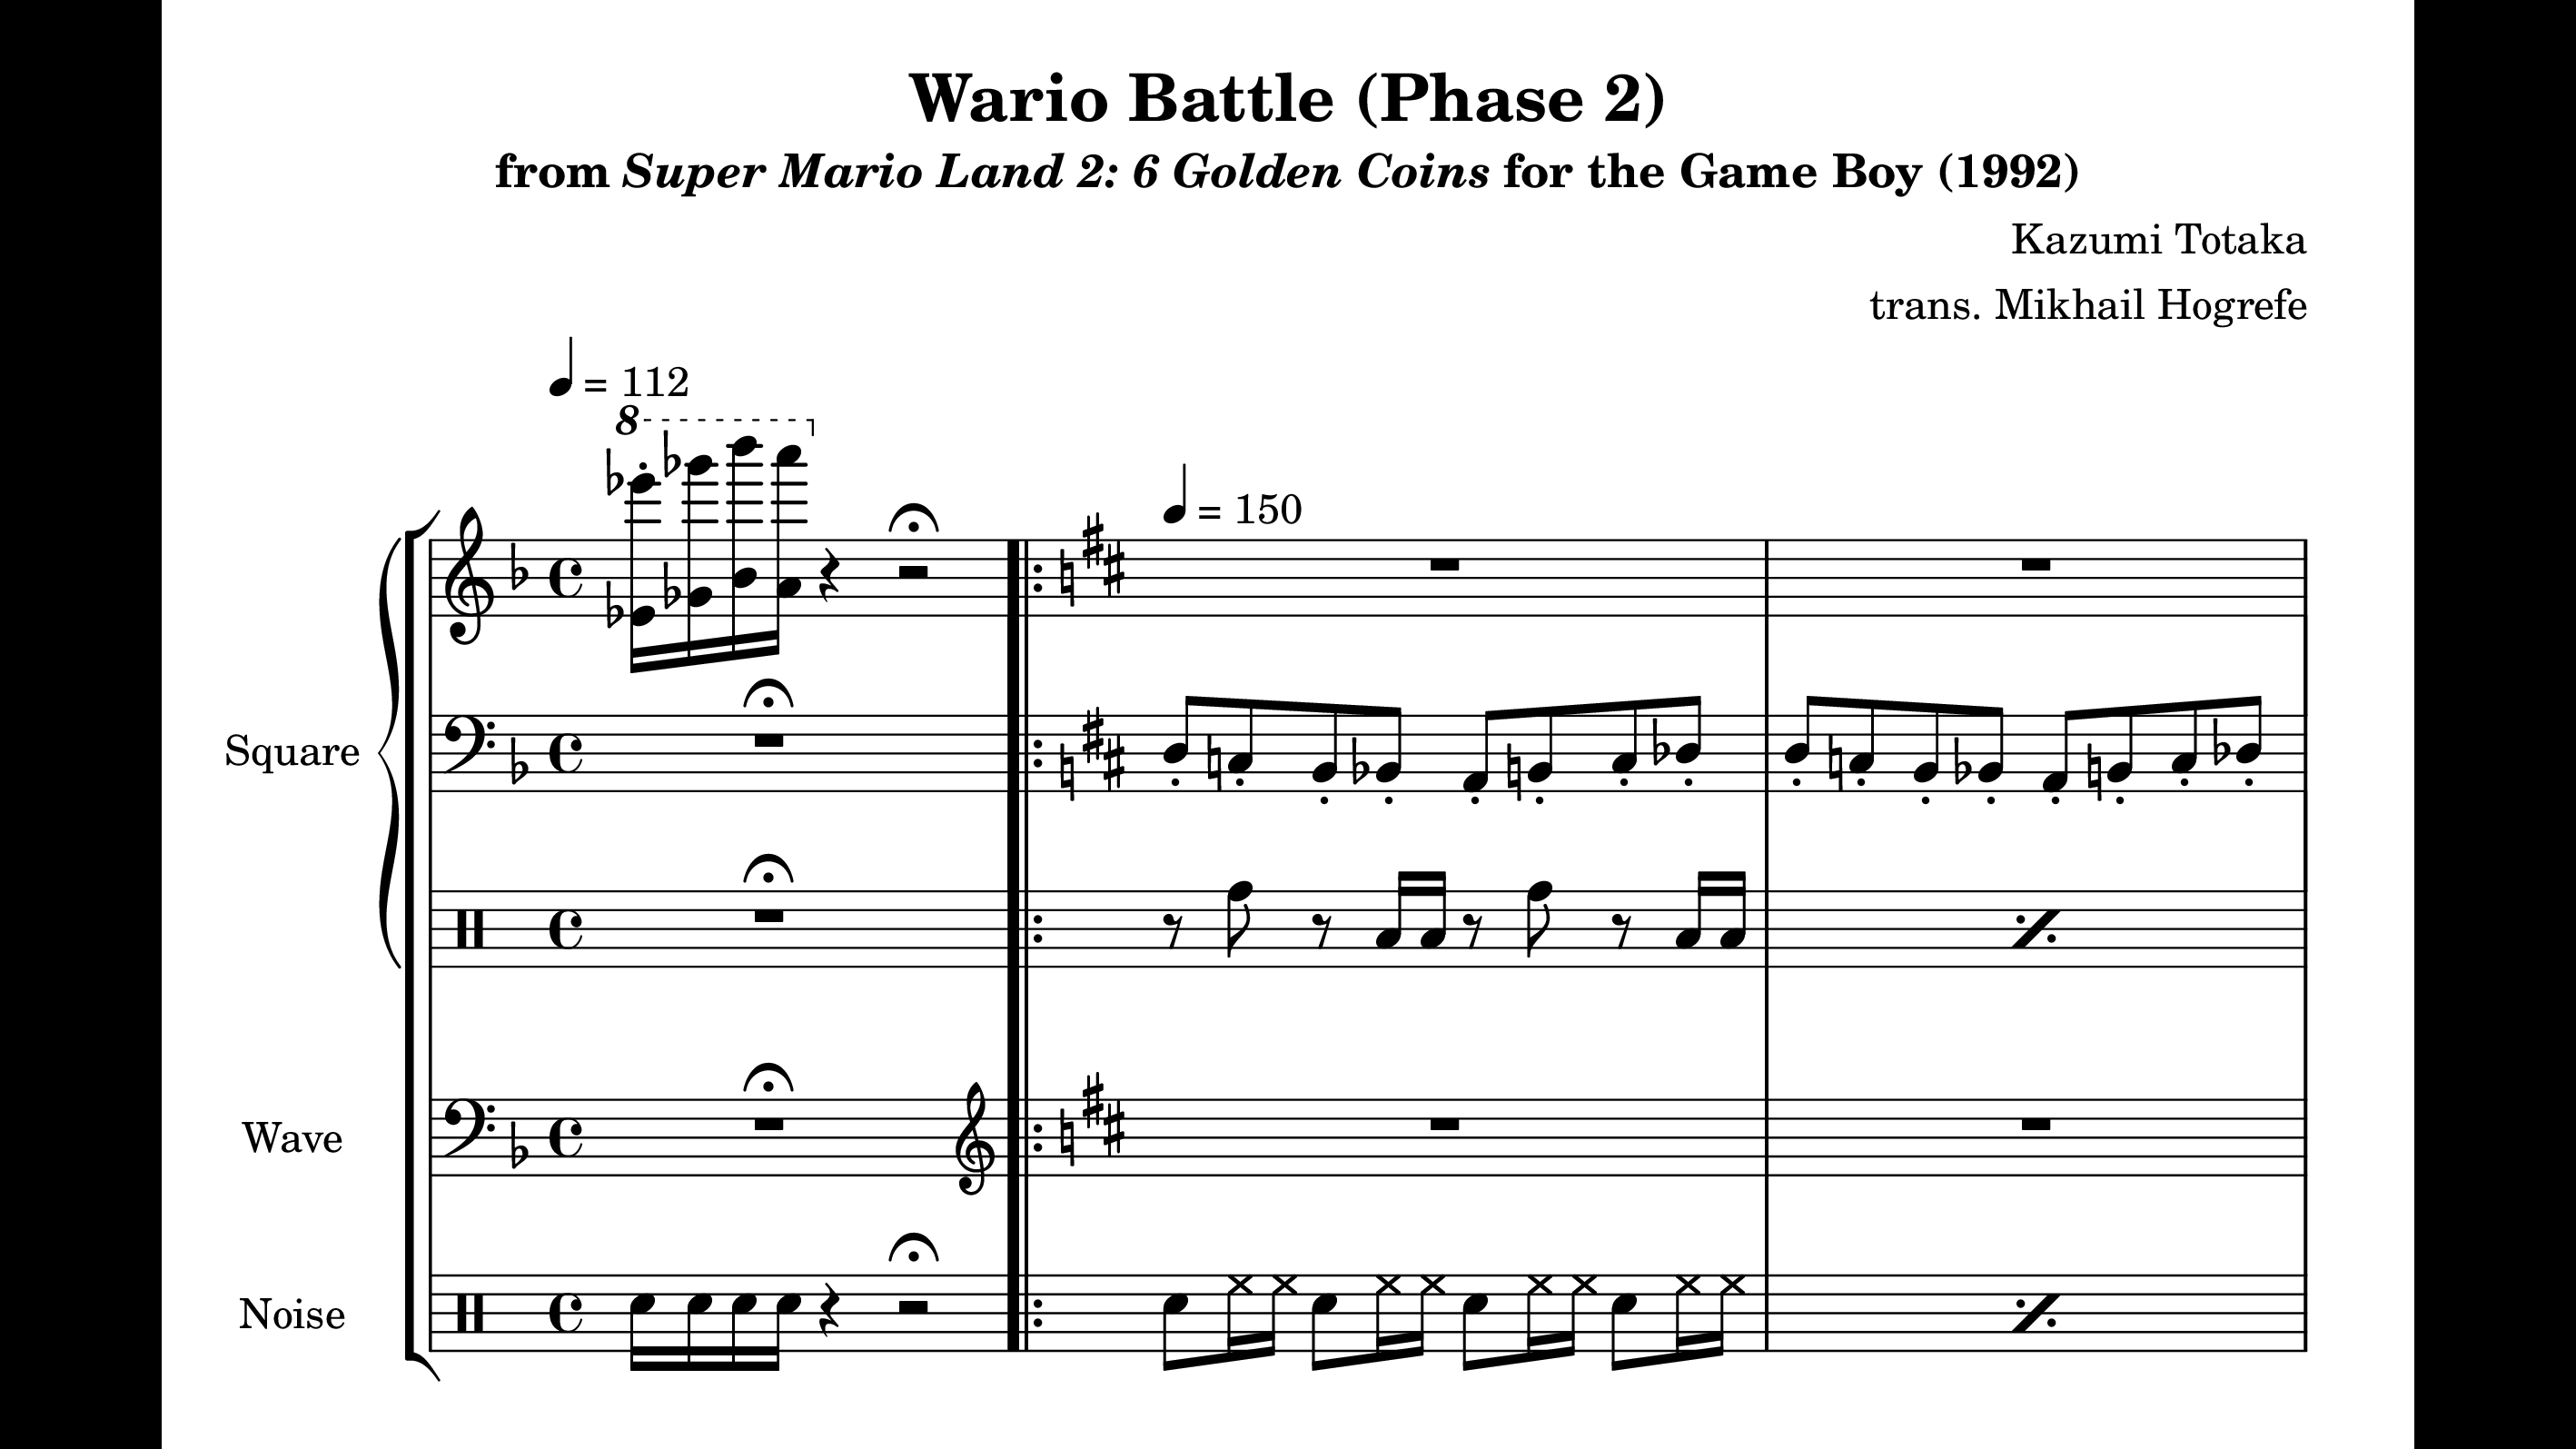 Wario Battle (Phase 2)
from Super Mario Land 2: 6 Golden Coins for the Game Boy (1992)
Kazumi Totaka
trans. Mikhail Hogrefe
= 112
8
= 150
Square
Wave
Noise